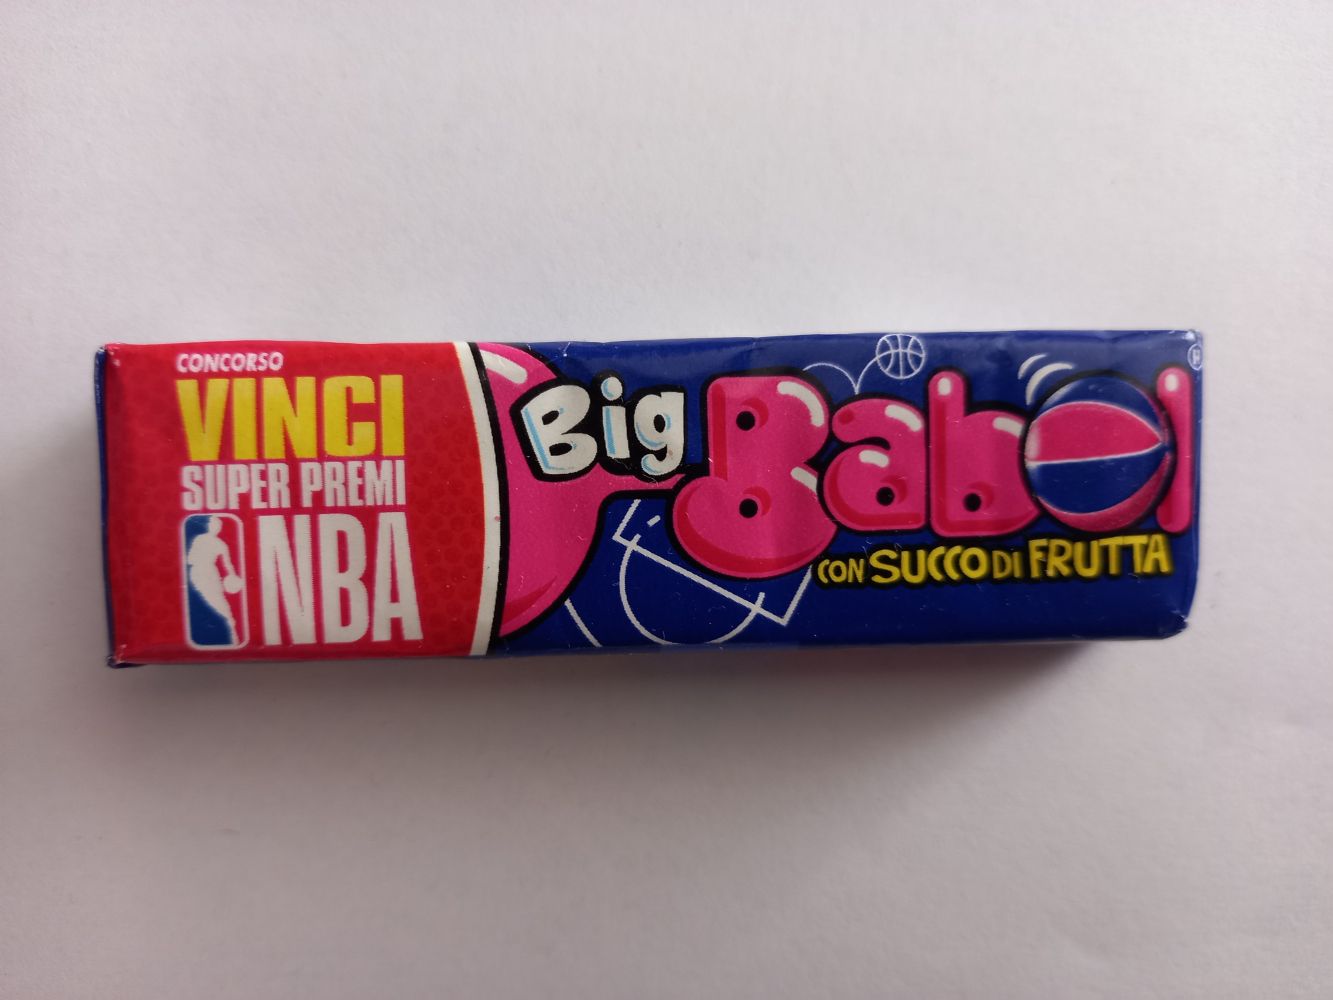 CONCORSO
VINCI
SUPER PREMI
NBA
Big
Babol
CON SUCCO DI FRUTTA